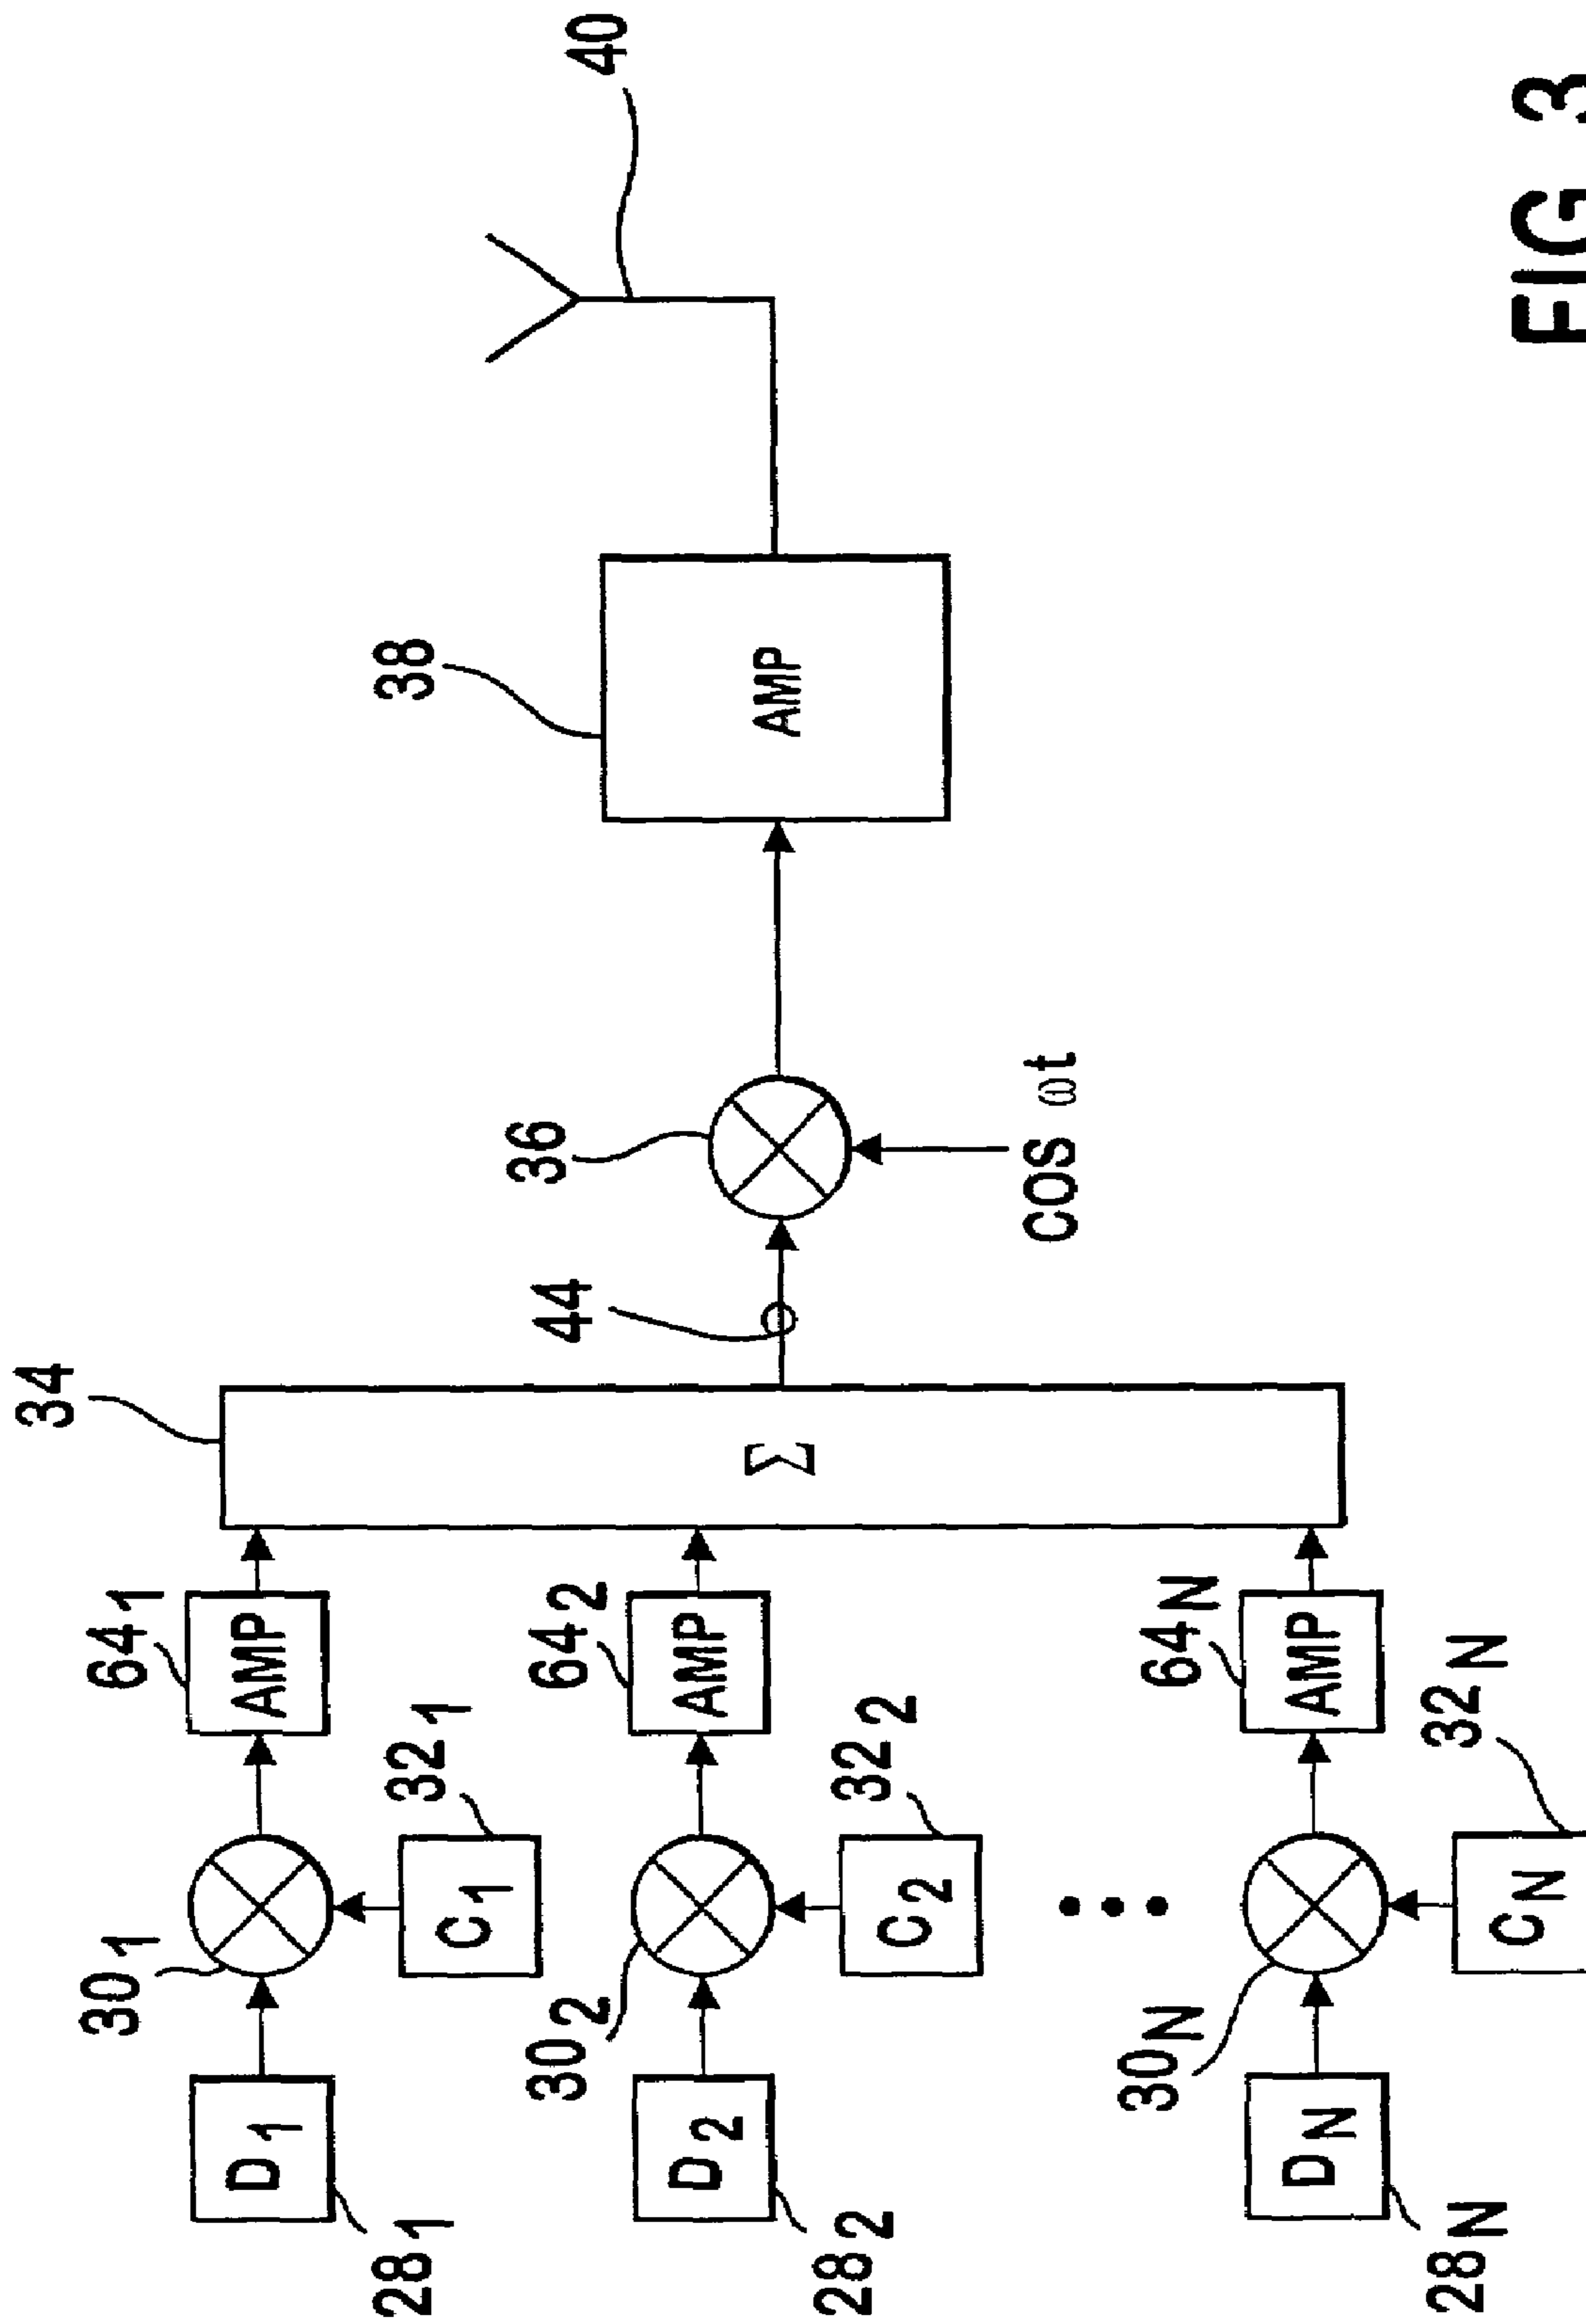 34
40
38
36
44
64₁
30₁
AMP
D₁
C₁
32₁
28₁
Σ
AMP
64₂
30₂
AMP
D₂
C₂
32₂
28₂
COS ωt
64N
30N
AMP
DN
CN
32N
28N
FIG 3